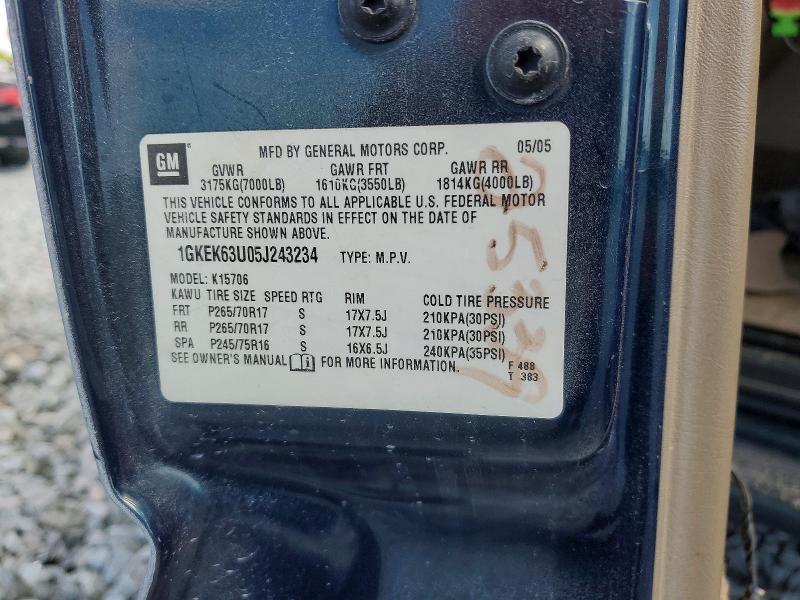 GM MFD BY GENERAL MOTORS CORP. 05/05
GVWR GAWR FRT GAWR RR
3175KG(7000LB) 1610KG(3550LB) 1814KG(4000LB)
THIS VEHICLE CONFORMS TO ALL APPLICABLE U.S. FEDERAL MOTOR
VEHICLE SAFETY STANDARDS IN EFFECT ON THE DATE OF
MANUFACTURE SHOWN ABOVE.
1GKEK63U05J243234 TYPE: M.P.V.
MODEL: K15706
KAWU TIRE SIZE SPEED RTG RIM COLD TIRE PRESSURE
FRT P265/70R17 S 17X7.5J 210KPA(30PSI)
RR P265/70R17 S 17X7.5J 210KPA(30PSI)
SPA P245/75R16 S 16X6.5J 240KPA(35PSI)
SEE OWNER'S MANUAL FOR MORE INFORMATION.
F 488
T 383